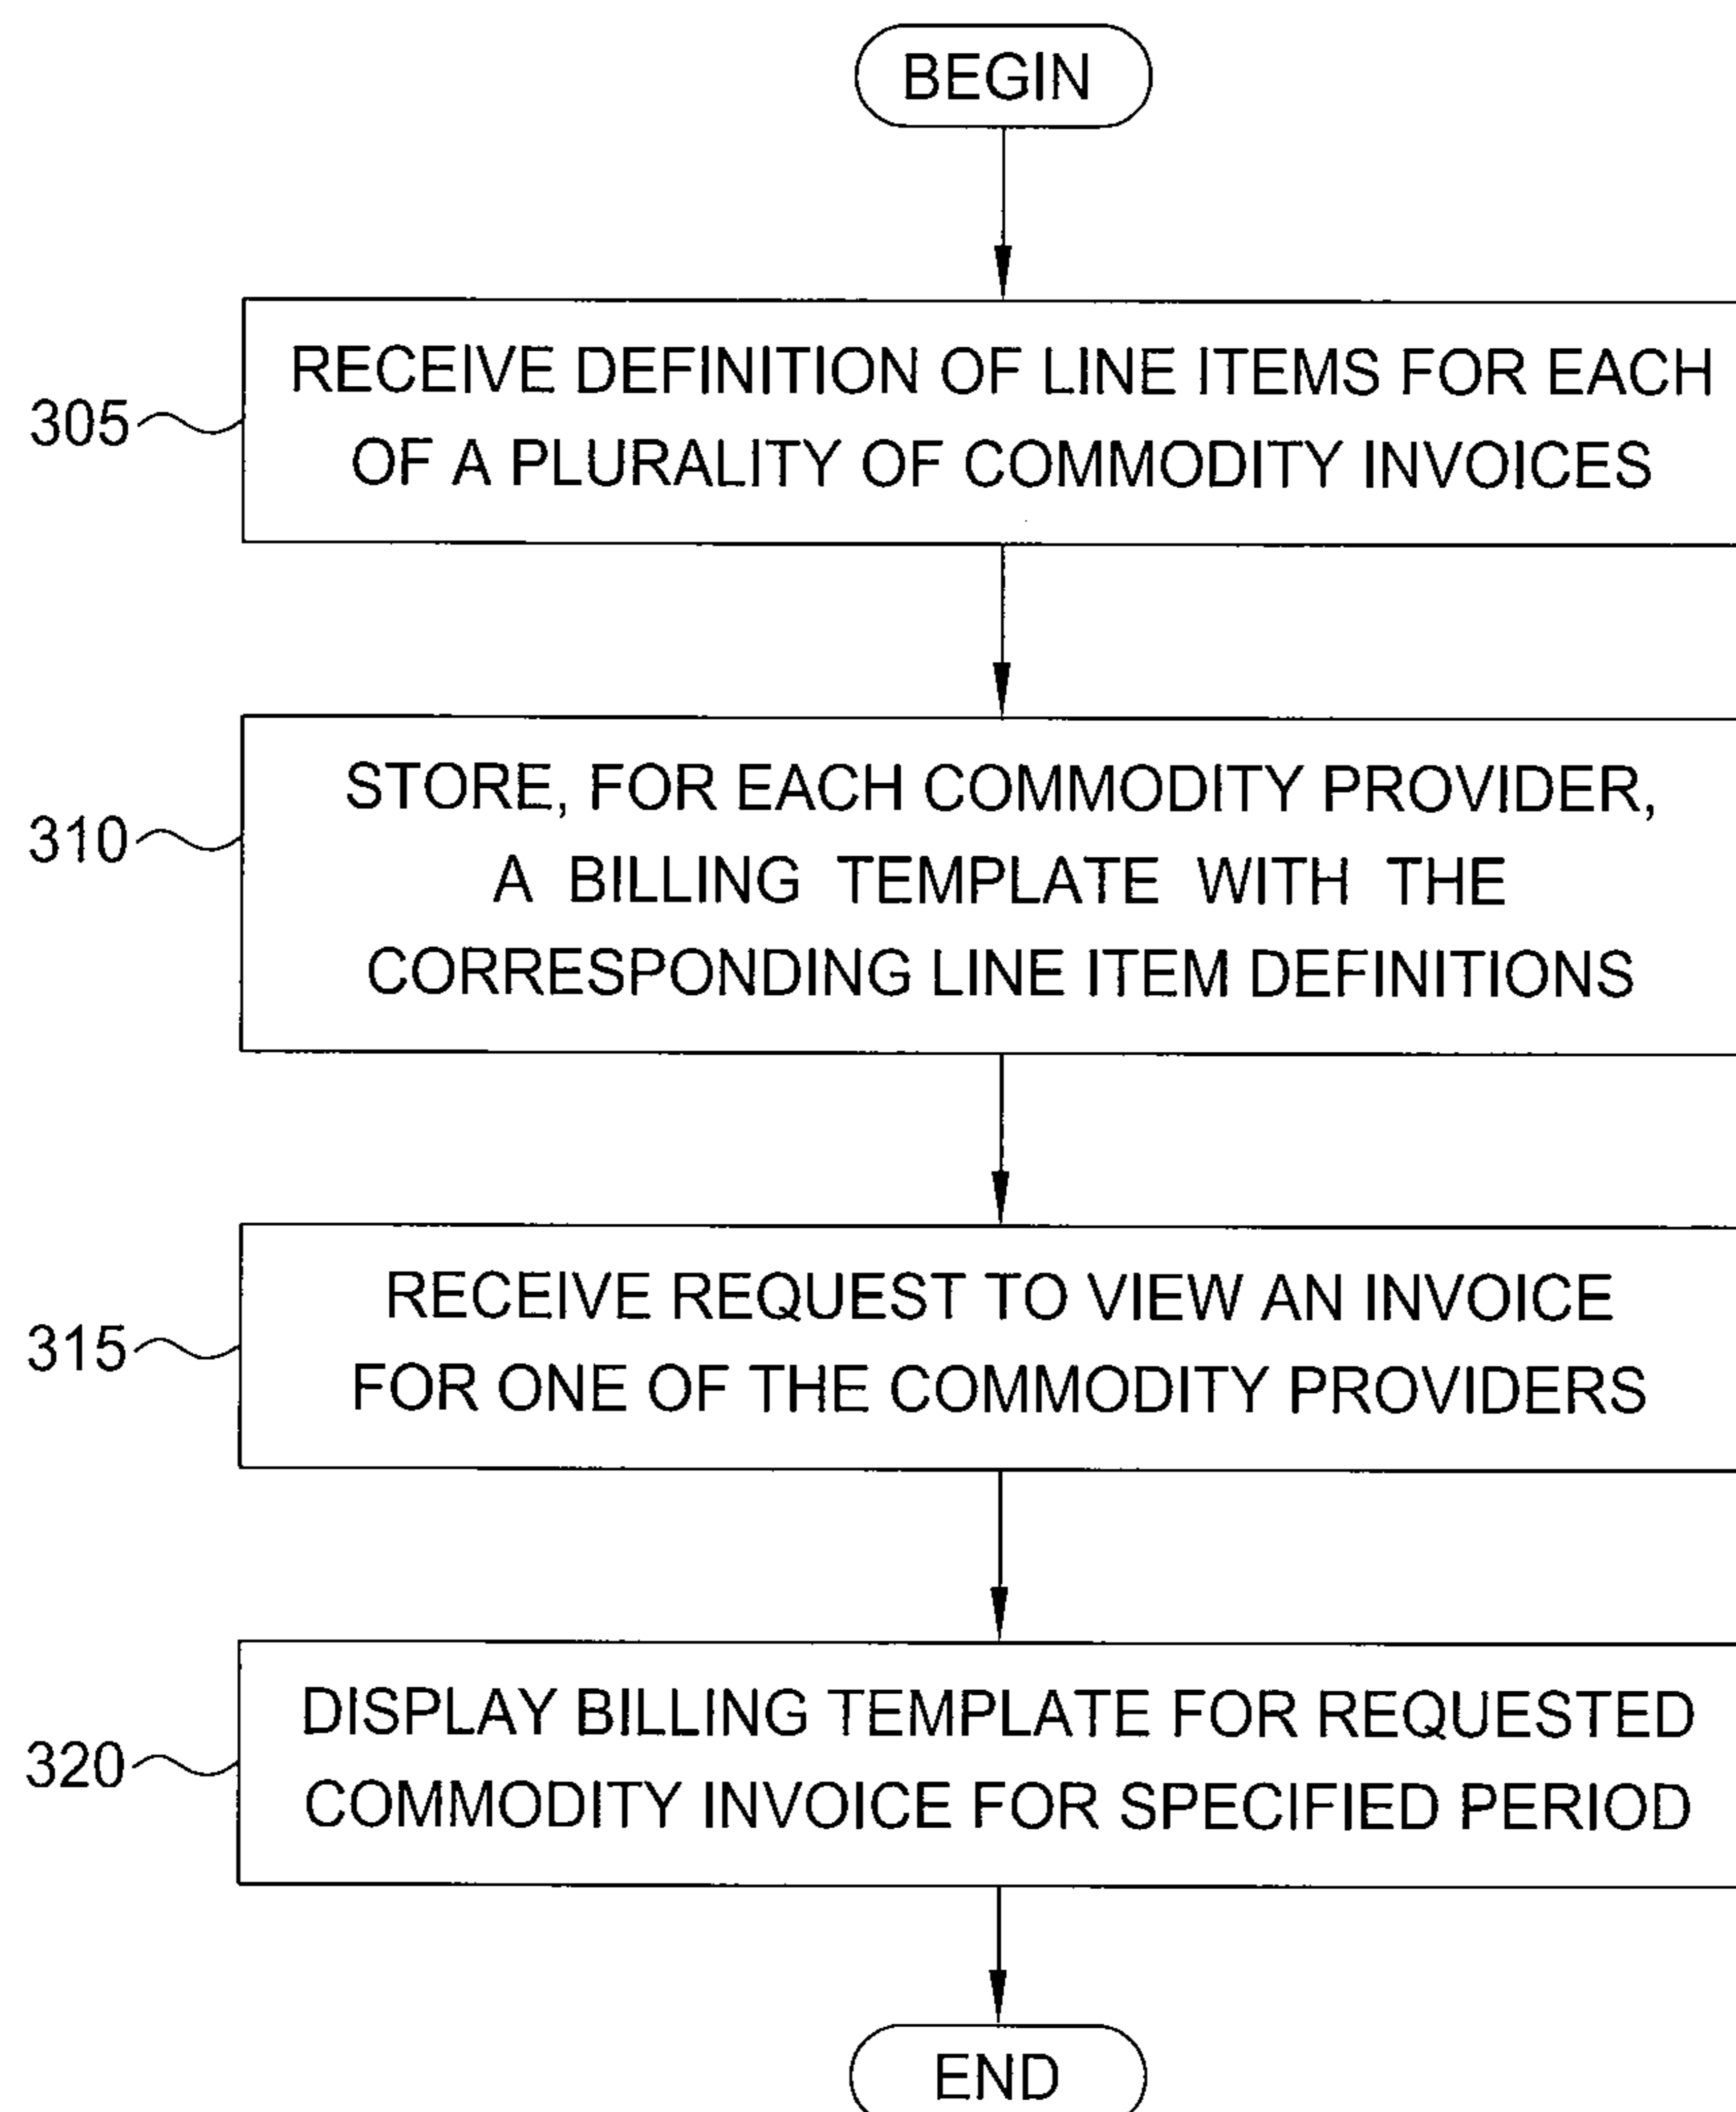 BEGIN
305
RECEIVE DEFINITION OF LINE ITEMS FOR EACH
OF A PLURALITY OF COMMODITY INVOICES
310
STORE, FOR EACH COMMODITY PROVIDER,
A BILLING TEMPLATE WITH THE
CORRESPONDING LINE ITEM DEFINITIONS
315
RECEIVE REQUEST TO VIEW AN INVOICE
FOR ONE OF THE COMMODITY PROVIDERS
320
DISPLAY BILLING TEMPLATE FOR REQUESTED
COMMODITY INVOICE FOR SPECIFIED PERIOD
END